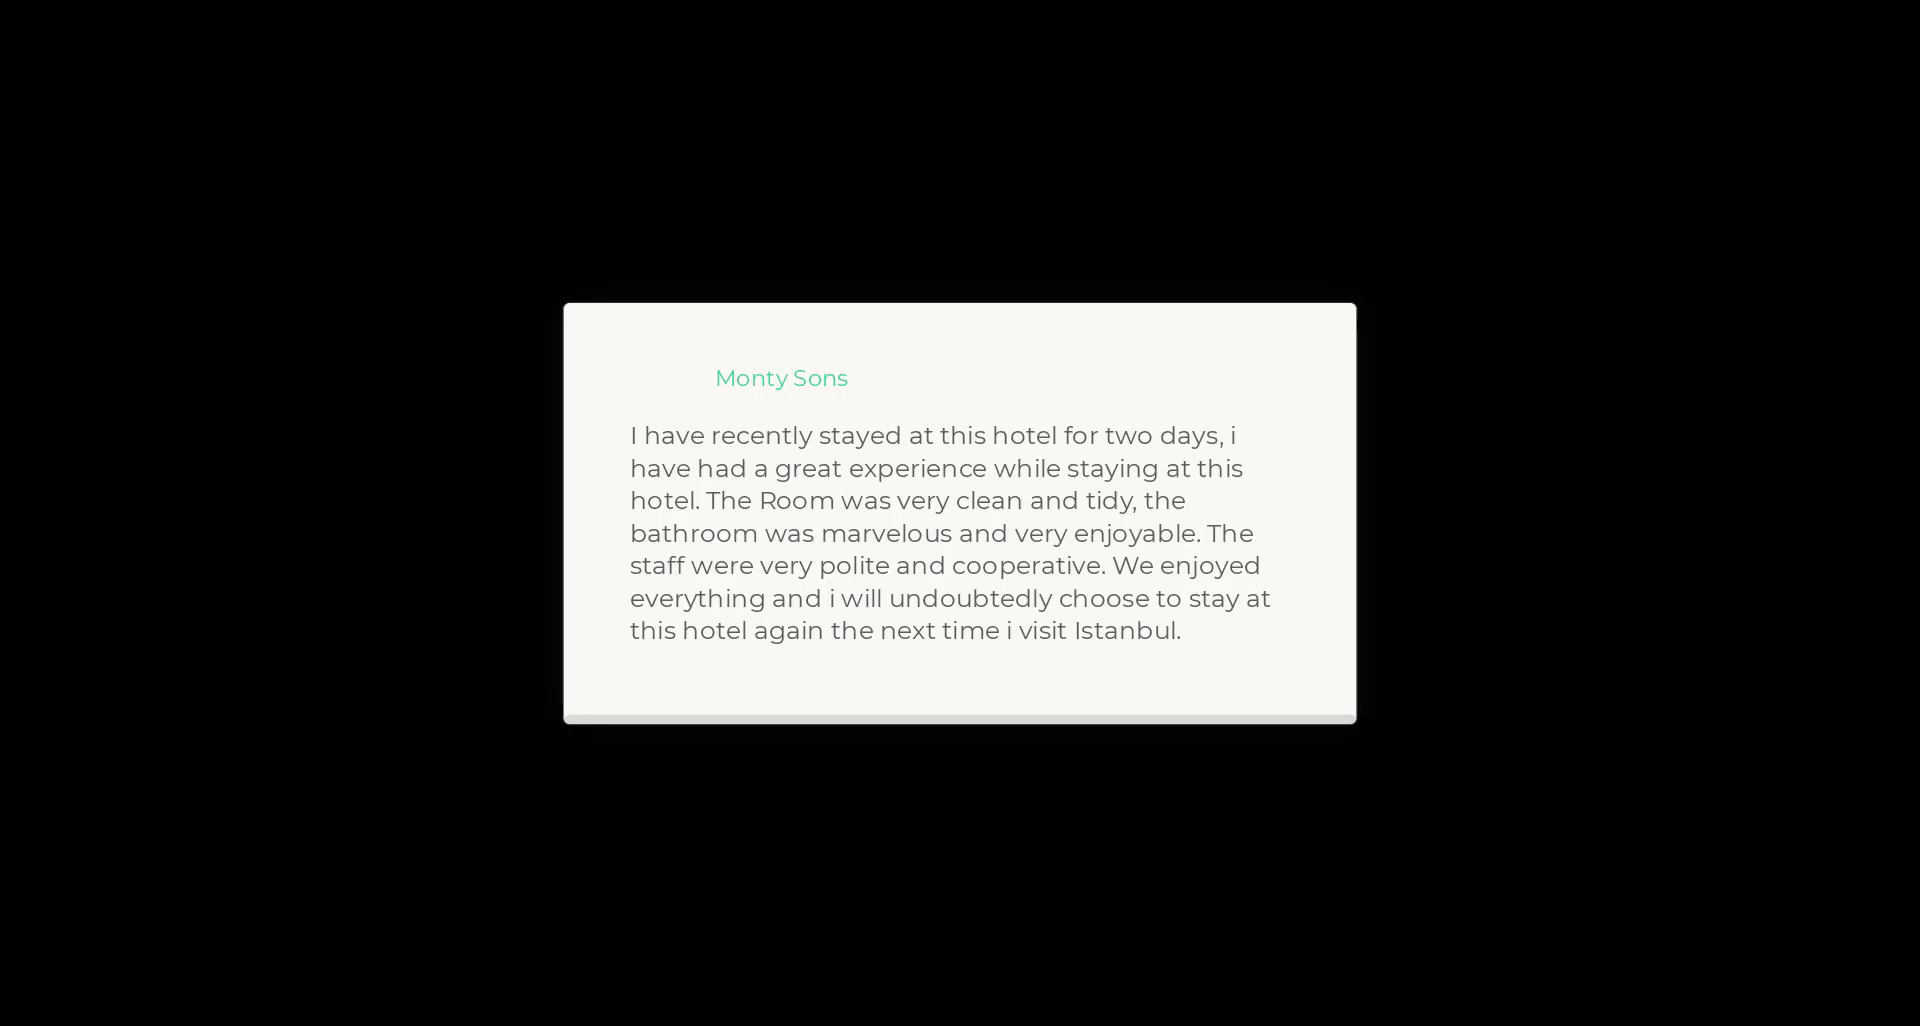 Monty Sons
I have recently stayed at this hotel for two days, i
have had a great experience while staying at this
hotel. The Room was very clean and tidy, the
bathroom was marvelous and very enjoyable. The
staff were very polite and cooperative. We enjoyed
everything and i will undoubtedly choose to stay at
this hotel again the next time i visit Istanbul.